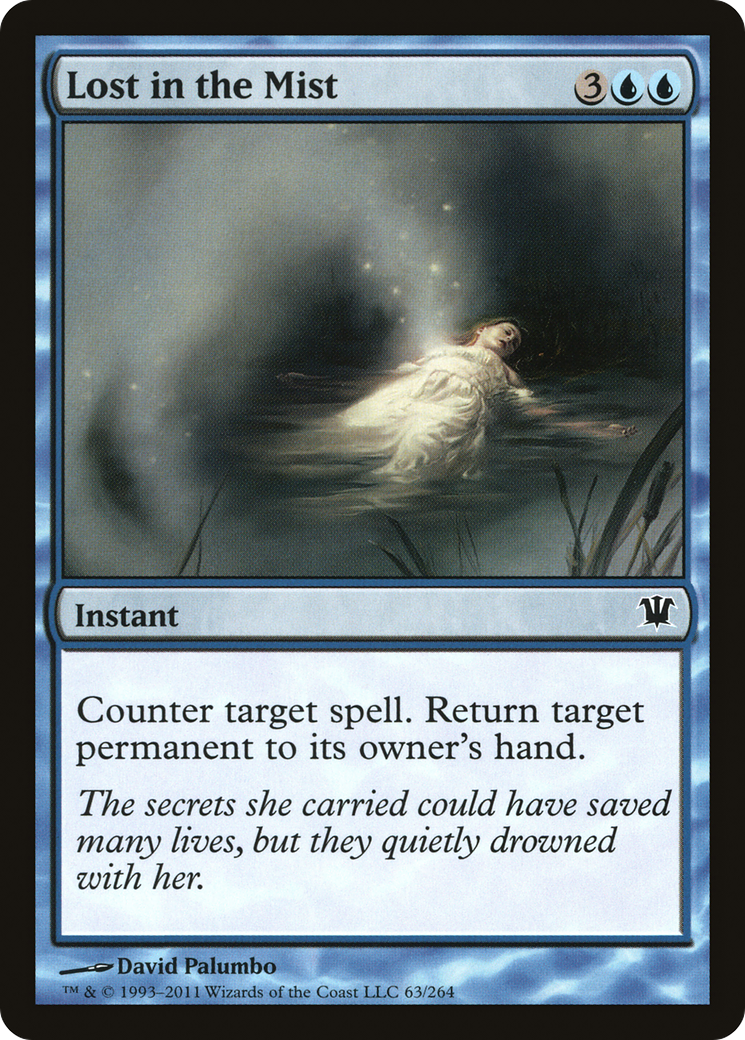 Lost in the Mist
3
Instant
Counter target spell. Return target
permanent to its owner's hand.
The secrets she carried could have saved
many lives, but they quietly drowned
with her.
David Palumbo
™ & © 1993–2011 Wizards of the Coast LLC 63/264